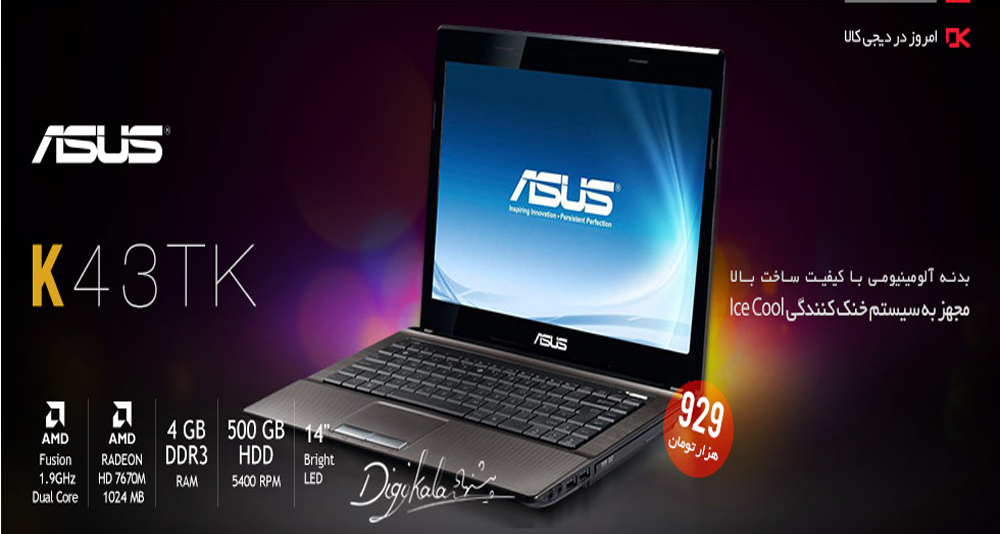 امروز در دیجی‌کالا
ASUS®
ASUS®
Inspiring Innovation • Persistent Perfection
K43TK
بدنه آلومینیومی با کیفیت ساخت بالا
مجهز به سیستم خنک کنندگی Ice Cool
ASUS
929
هزار تومان
AMD
Fusion
1.9GHz
Dual Core
AMD
RADEON
HD 7670M
1024 MB
4 GB
DDR3
RAM
500 GB
HDD
5400 RPM
14"
Bright
LED
پیشنهاد Digikala